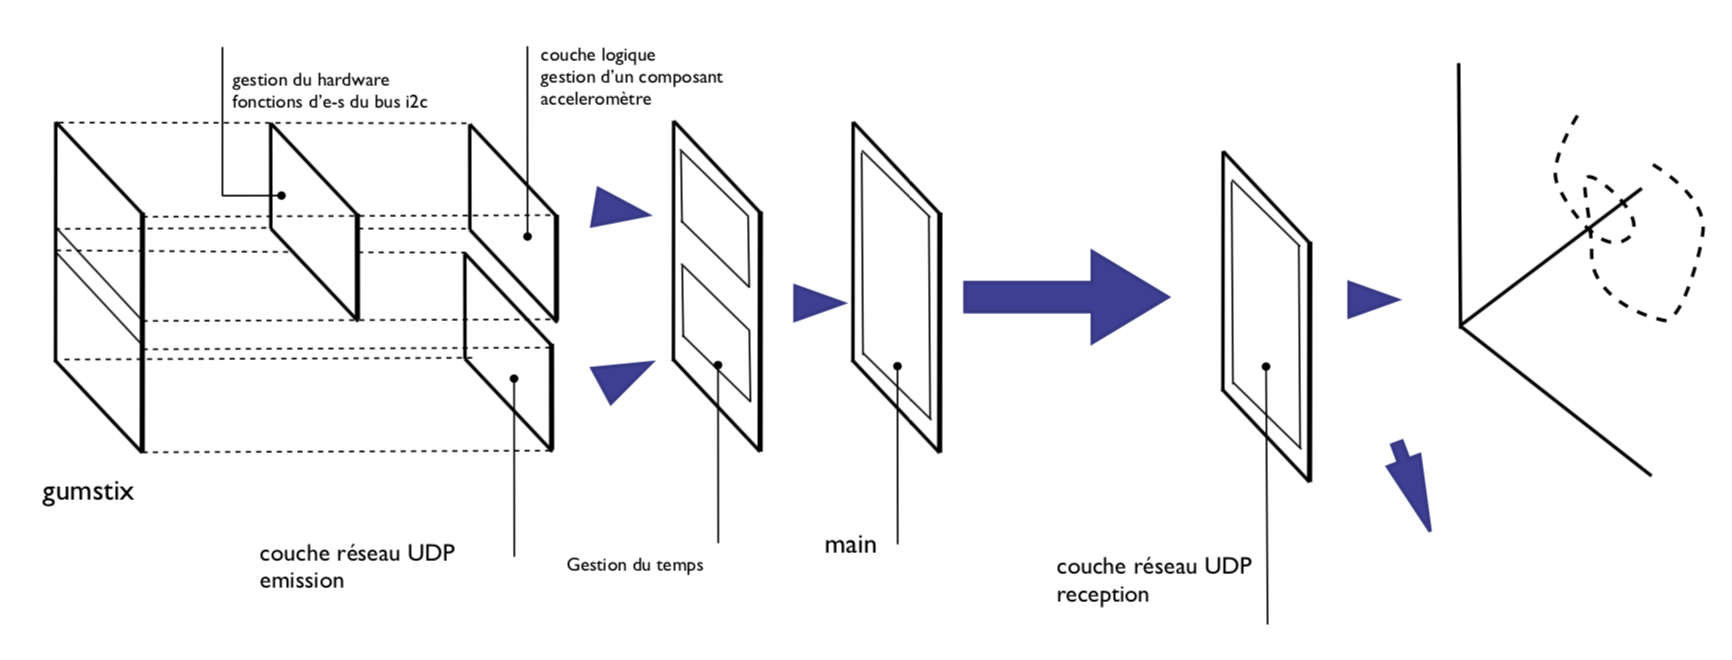 couche logique
gestion d'un composant
acceleromètre
gestion du hardware
fonctions d'e-s du bus i2c
gumstix
couche réseau UDP
emission
Gestion du temps
main
couche réseau UDP
reception